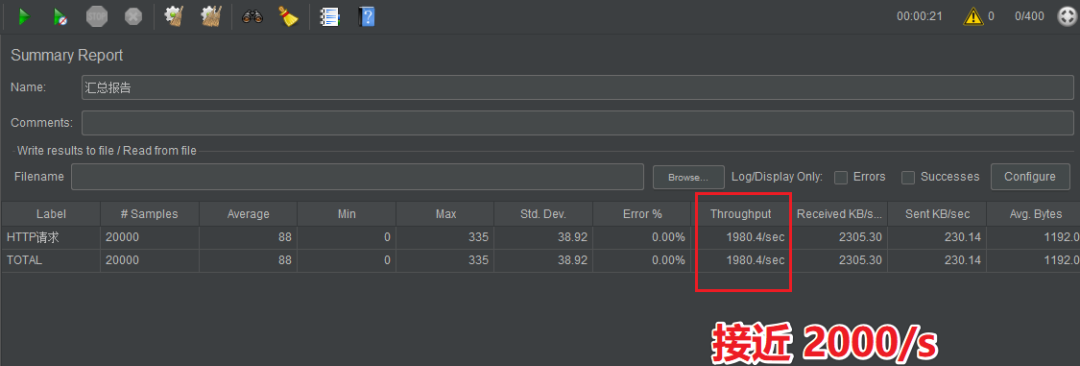 00:00:21 0 0/400
Summary Report
Name: 汇总报告
Comments:
Write results to file / Read from file
Filename Browse... Log/Display Only: Errors Successes Configure
Label # Samples Average Min Max Std. Dev. Error % Throughput Received KB/s... Sent KB/sec Avg. Bytes
HTTP请求 20000 88 0 335 38.92 0.00% 1980.4/sec 2305.30 230.14 1192.0
TOTAL 20000 88 0 335 38.92 0.00% 1980.4/sec 2305.30 230.14 1192.0
接近 2000/s